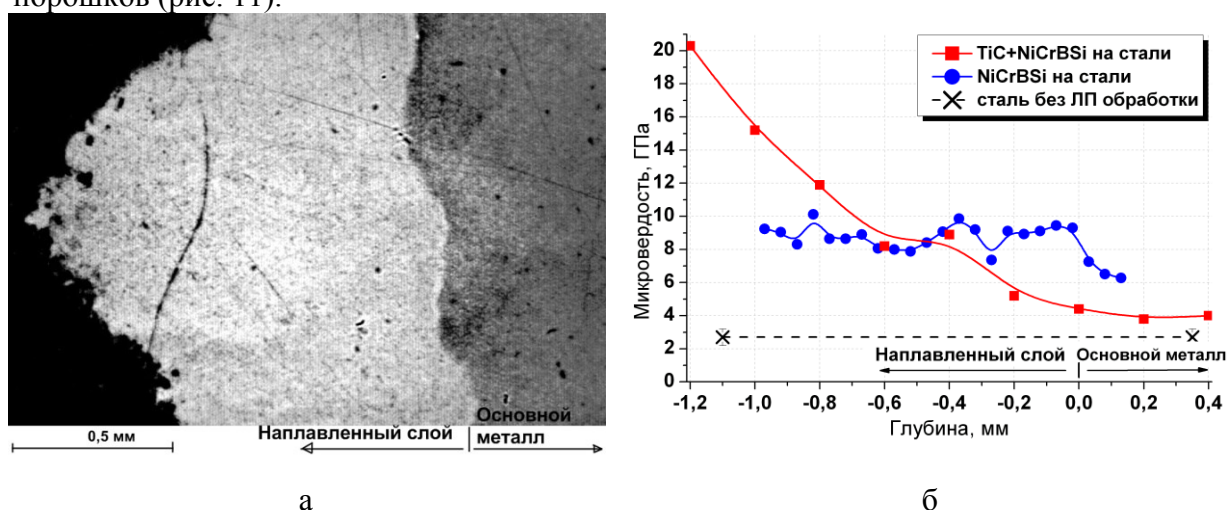 порошков (рис. 11).
0,5 мм
Наплавленный слой
Основной
металл
а
20
18
16
14
12
10
8
6
4
2
0
Микровердость, ГПа
TiC+NiCrBSi на стали
NiCrBSi на стали
сталь без ЛП обработки
Наплавленный слой
Основной металл
-1,2 -1,0 -0,8 -0,6 -0,4 -0,2 0,0 0,2 0,4
Глубина, мм
б